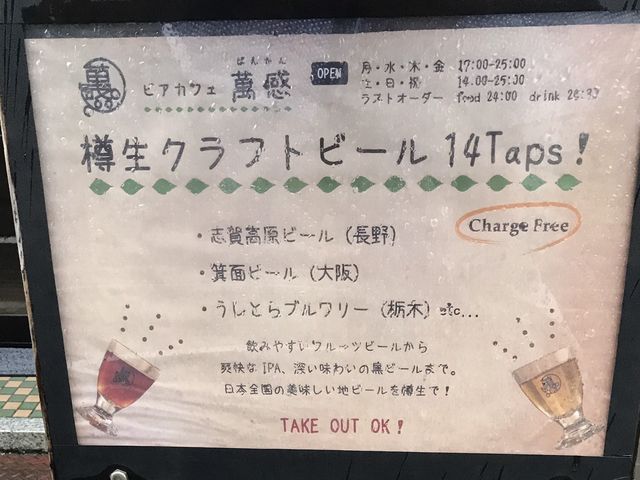 萬
ばんかん
ビアカフェ 萬感
OPEN
月・水・木・金 17:00-25:00
土・日・祝 14:00-25:00
ラストオーダー food 24:00 drink 24:30
樽生クラフトビール 14Taps!
Charge Free
・志賀高原ビール (長野)
・箕面ビール (大阪)
・うしとらブルワリー (栃木) etc...
飲みやすいフルーツビールから
爽快な IPA、深い味わいの黒ビールまで。
日本全国の美味しい地ビールを樽生で!
TAKE OUT OK!